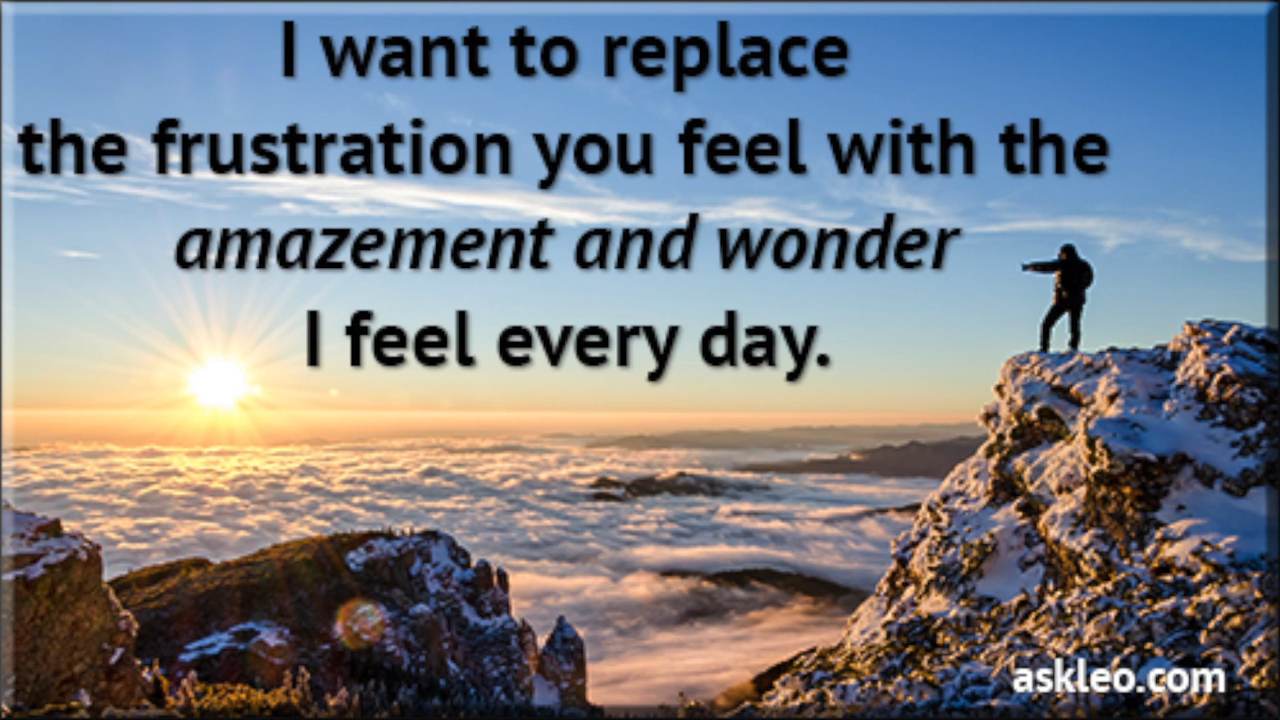 I want to replace
the frustration you feel with the
amazement and wonder
I feel every day.
askleo.com